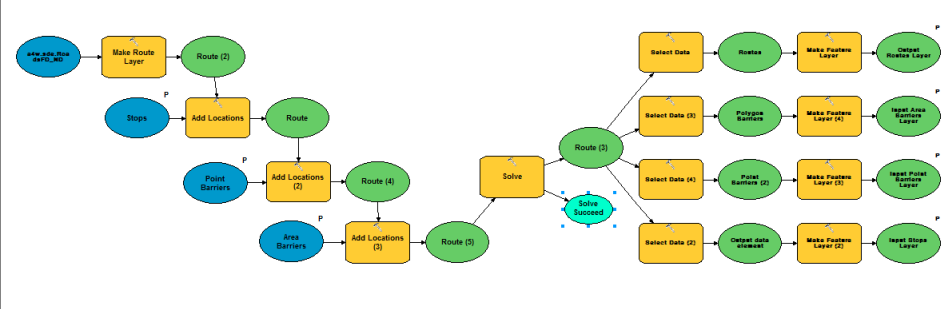 a4w.sde.Roa
dsFD_ND
Make Route
Layer
Route (2)
P
Stops
Add Locations
Route
P
Point
Barriers
Add Locations
(2)
Route (4)
P
Area
Barriers
Add Locations
(3)
Route (5)
Solve
Route (3)
Solve
Succeed
Select Data
Routes
Make Feature
Layer
P
Output
Routes Layer
Select Data (3)
Polygon
Barriers
Make Feature
Layer (4)
P
Input Area
Barriers
Layer
Select Data (4)
Point
Barriers (2)
Make Feature
Layer (3)
P
Input Point
Barriers
Layer
Select Data (2)
Output data
element
Make Feature
Layer (2)
P
Input Stops
Layer